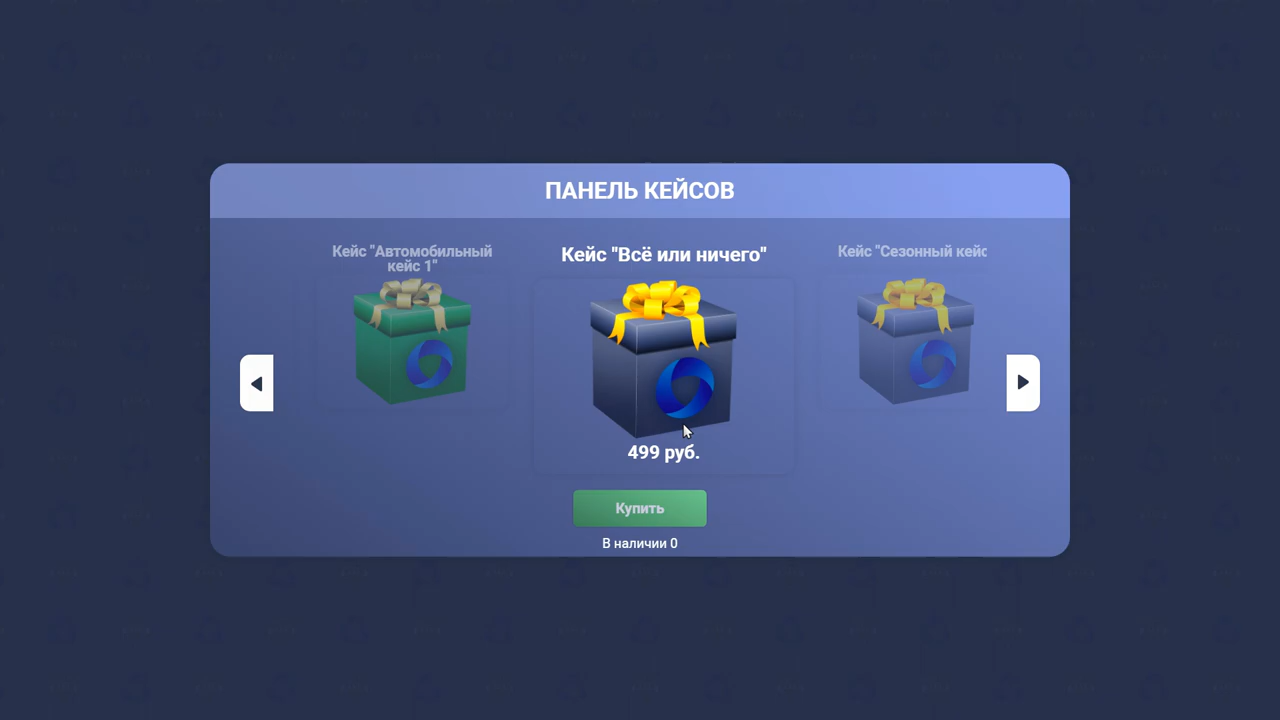 ПАНЕЛЬ КЕЙСОВ
Кейс "Автомобильный
кейс 1"
Кейс "Всё или ничего"
Кейс "Сезонный кейс
499 руб.
Купить
В наличии 0